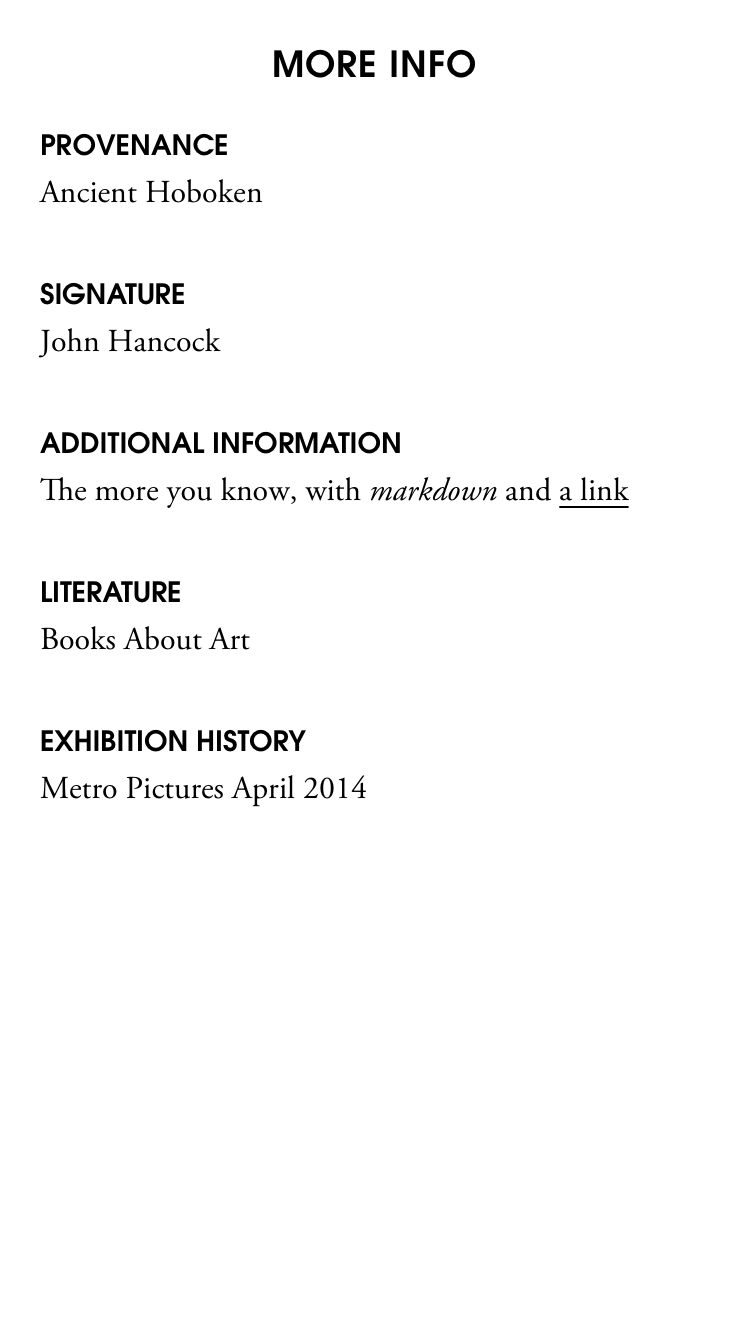 MORE INFO
PROVENANCE
Ancient Hoboken
SIGNATURE
John Hancock
ADDITIONAL INFORMATION
The more you know, with markdown and a link
LITERATURE
Books About Art
EXHIBITION HISTORY
Metro Pictures April 2014